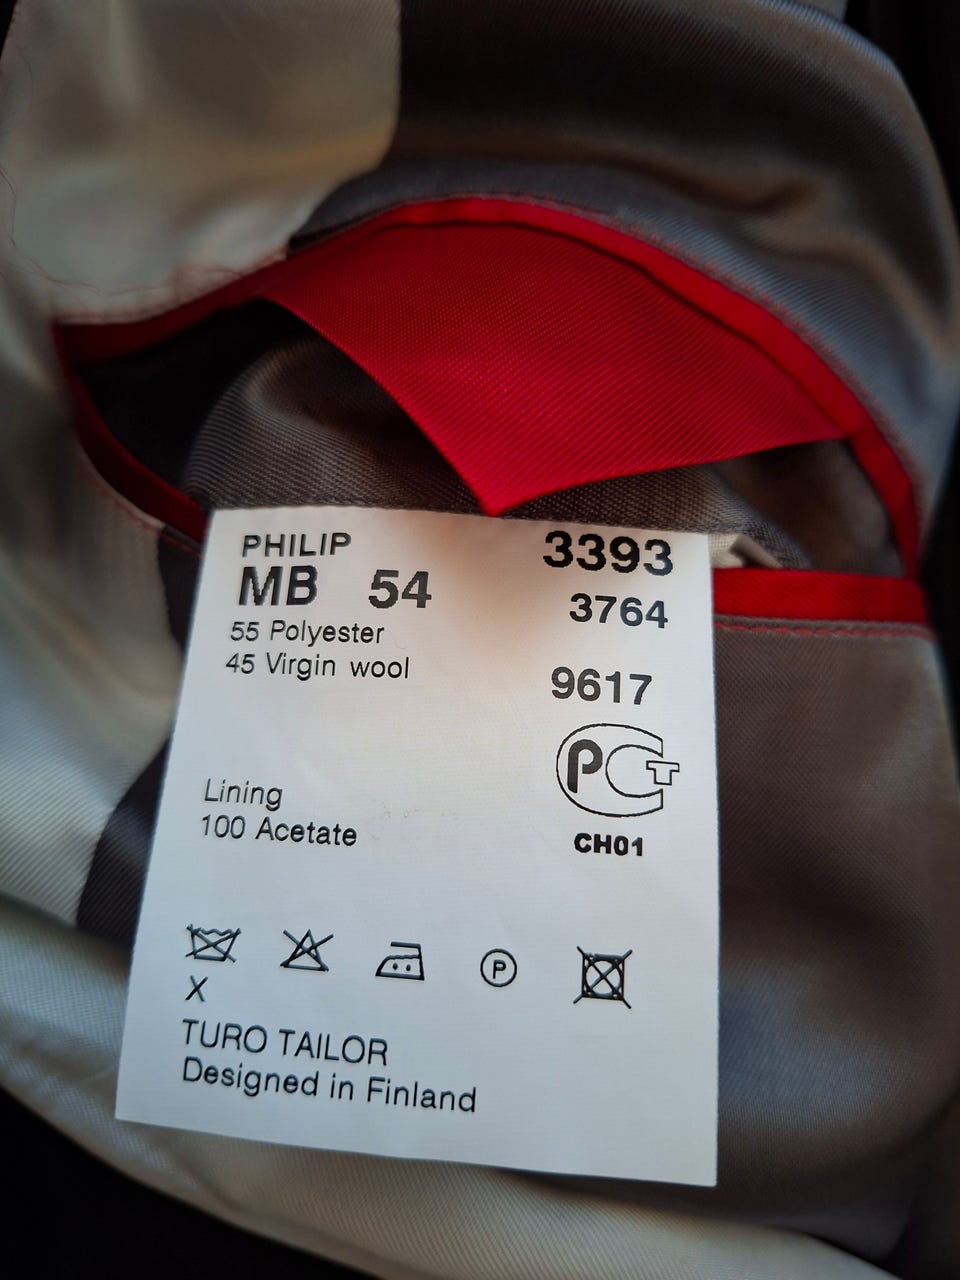 PHILIP 3393
MB 54 3764
55 Polyester
45 Virgin wool 9617
РСТ
CH01
Lining
100 Acetate
P
X
TURO TAILOR
Designed in Finland